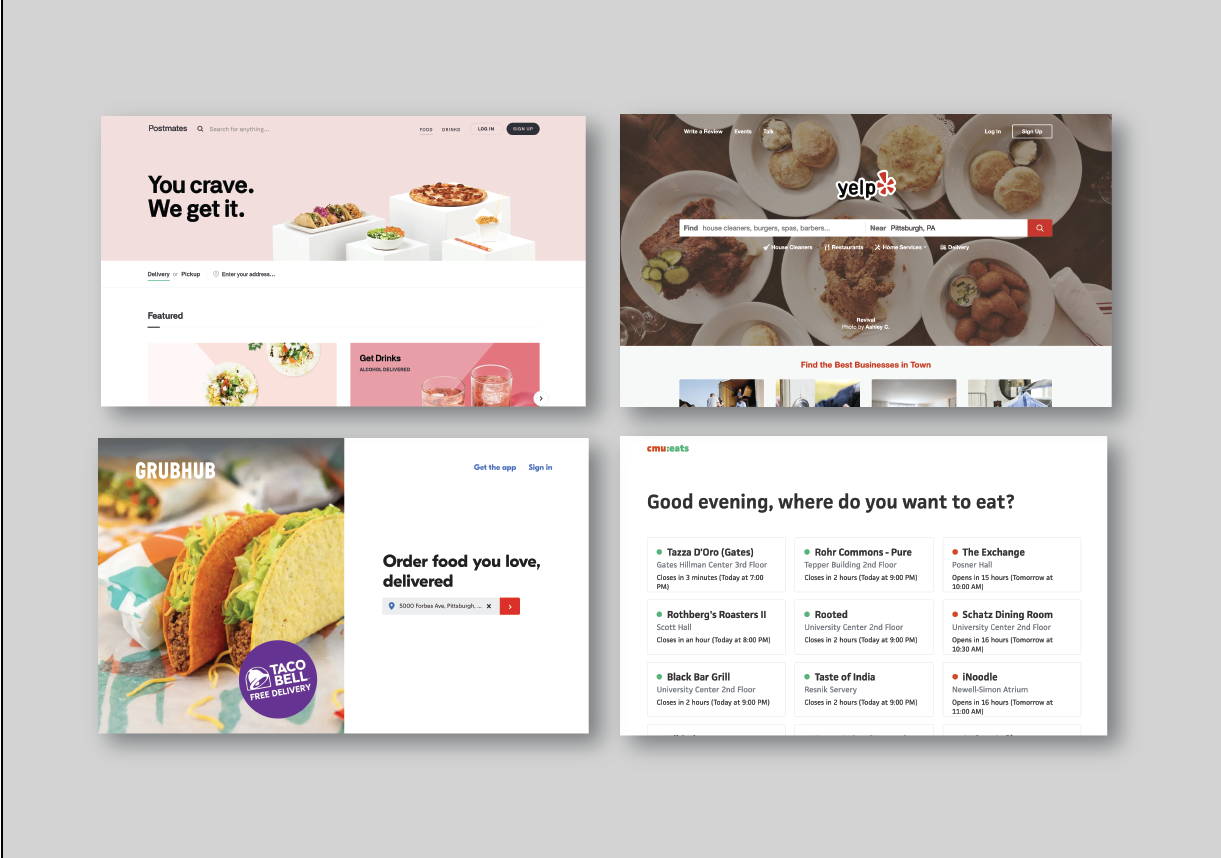 Postmates
Search for anything...
FOOD
DRINKS
LOG IN
SIGN UP
You crave.
We get it.
Delivery or Pickup
Enter your address...
Featured
Get Drinks
ALCOHOL DELIVERED
Write a Review
Events
Talk
Log In
Sign Up
yelp
Find house cleaners, burgers, spas, barbers...
Near Pittsburgh, PA
House Cleaners
Restaurants
Home Services
Delivery
Revival
Photo by Ashley C.
Find the Best Businesses in Town
GRUBHUB
Get the app
Sign in
Order food you love,
delivered
5000 Forbes Ave, Pittsburgh, ...
TACO
BELL
FREE DELIVERY
cmu:eats
Good evening, where do you want to eat?
Tazza D'Oro (Gates)
Gates Hillman Center 3rd Floor
Closes in 3 minutes (Today at 7:00
PM)
Rohr Commons - Pure
Tepper Building 2nd Floor
Closes in 2 hours (Today at 9:00 PM)
The Exchange
Posner Hall
Opens in 15 hours (Tomorrow at
10:00 AM)
Rothberg's Roasters II
Scott Hall
Closes in an hour (Today at 8:00 PM)
Rooted
University Center 2nd Floor
Closes in 2 hours (Today at 9:00 PM)
Schatz Dining Room
University Center 2nd Floor
Opens in 16 hours (Tomorrow at
10:30 AM)
Black Bar Grill
University Center 2nd Floor
Closes in 2 hours (Today at 9:00 PM)
Taste of India
Resnik Servery
Closes in 2 hours (Today at 9:00 PM)
iNoodle
Newell-Simon Atrium
Opens in 16 hours (Tomorrow at
11:00 AM)